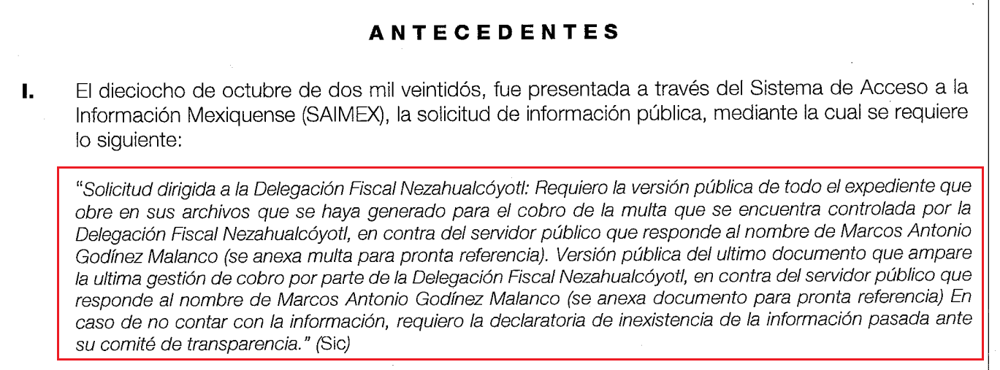 ANTECEDENTES
I. El dieciocho de octubre de dos mil veintidós, fue presentada a través del Sistema de Acceso a la
Información Mexiquense (SAIMEX), la solicitud de información pública, mediante la cual se requiere
lo siguiente:
“Solicitud dirigida a la Delegación Fiscal Nezahualcóyotl: Requiero la versión pública de todo el expediente que
obre en sus archivos que se haya generado para el cobro de la multa que se encuentra controlada por la
Delegación Fiscal Nezahualcóyotl, en contra del servidor público que responde al nombre de Marcos Antonio
Godínez Malanco (se anexa multa para pronta referencia). Versión pública del ultimo documento que ampare
la ultima gestión de cobro por parte de la Delegación Fiscal Nezahualcóyotl, en contra del servidor público que
responde al nombre de Marcos Antonio Godínez Malanco (se anexa documento para pronta referencia) En
caso de no contar con la información, requiero la declaratoria de inexistencia de la información pasada ante
su comité de transparencia.” (Sic)